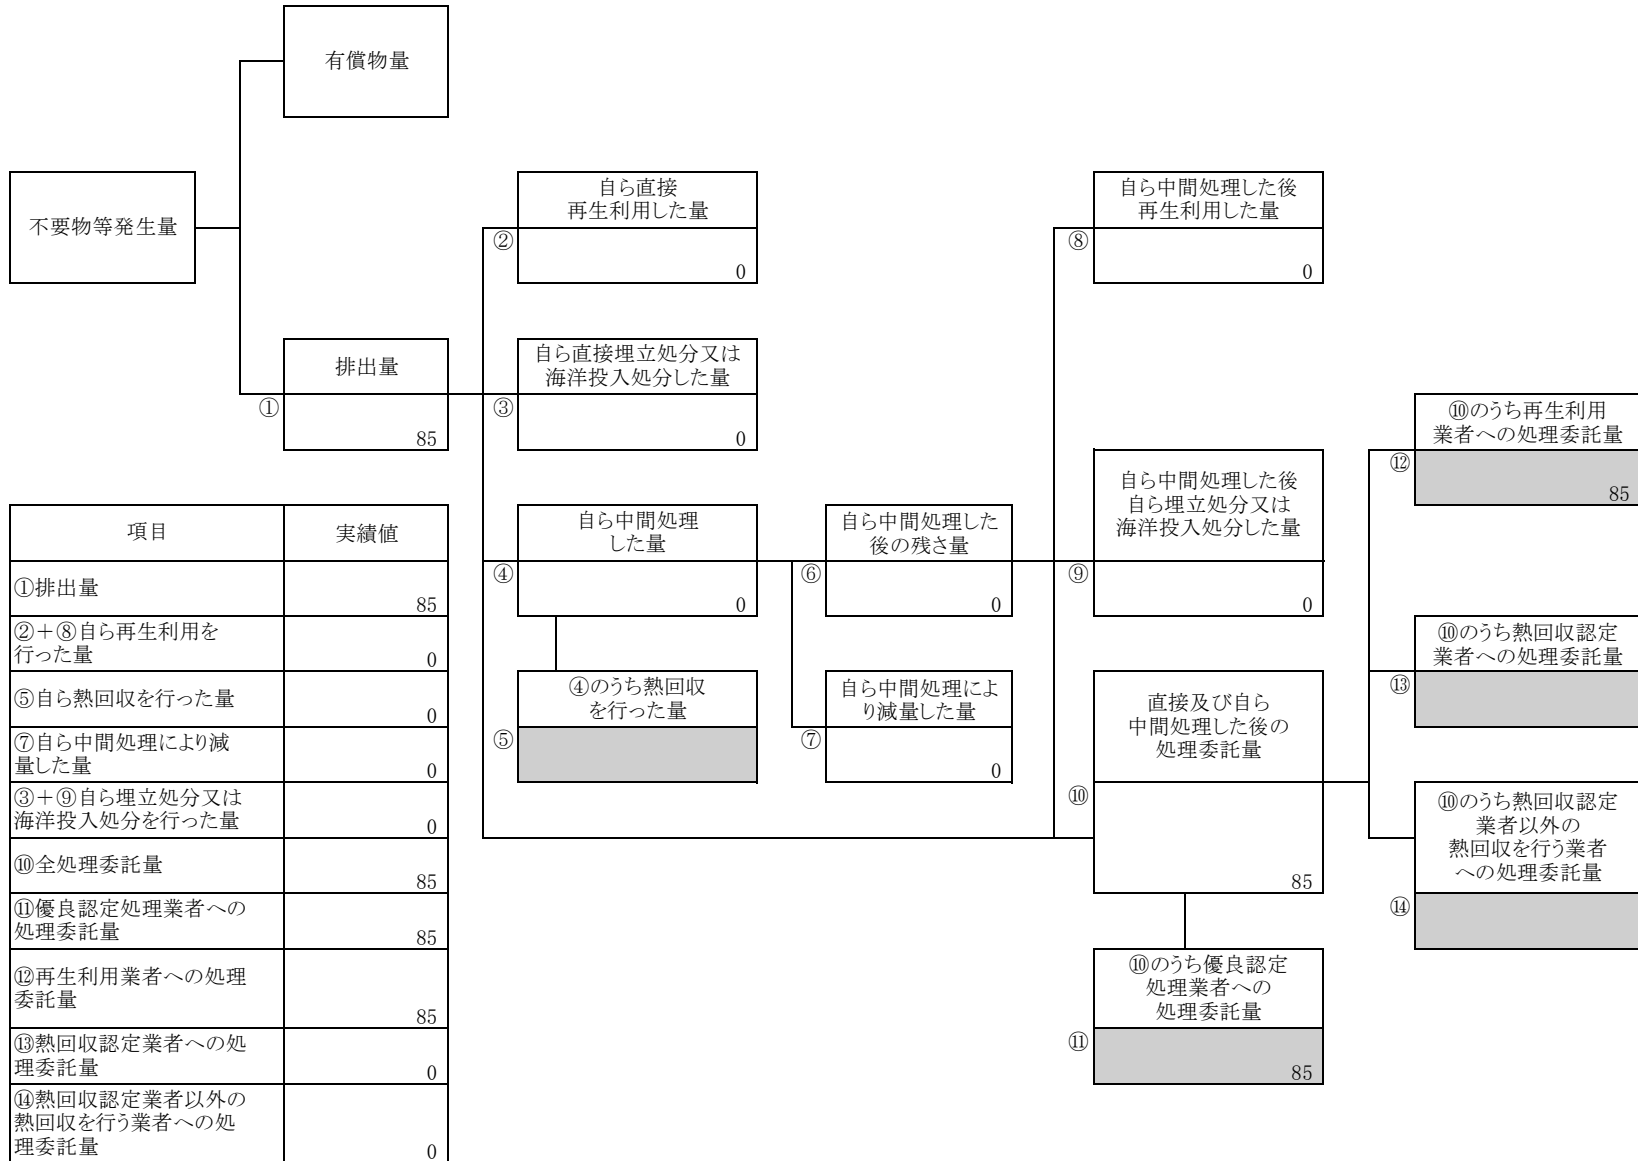 有償物量
不要物等発生量
自ら直接
再生利用した量
②
0
自ら中間処理した後
再生利用した量
⑧
0
排出量
①
85
自ら直接埋立処分又は
海洋投入処分した量
③
0
⑩のうち再生利用
業者への処理委託量
⑫
85
自ら中間処理
した量
④
0
自ら中間処理した
後の残さ量
⑥
0
自ら中間処理した後
自ら埋立処分又は
海洋投入処分した量
⑨
0
⑩のうち熱回収認定
業者への処理委託量
⑬
④のうち熱回収
を行った量
⑤
自ら中間処理によ
り減量した量
⑦
0
直接及び自ら
中間処理した後の
処理委託量
⑩
85
⑩のうち熱回収認定
業者以外の
熱回収を行う業者
への処理委託量
⑭
⑩のうち優良認定
処理業者への
処理委託量
⑪
85
項目 実績値
①排出量
85
②+⑧自ら再生利用を
行った量
0
⑤自ら熱回収を行った量
0
⑦自ら中間処理により減
量した量
0
③+⑨自ら埋立処分又は
海洋投入処分を行った量
0
⑩全処理委託量
85
⑪優良認定処理業者への
処理委託量
85
⑫再生利用業者への処理
委託量
85
⑬熱回収認定業者への処
理委託量
0
⑭熱回収認定業者以外の
熱回収を行う業者への処
理委託量
0